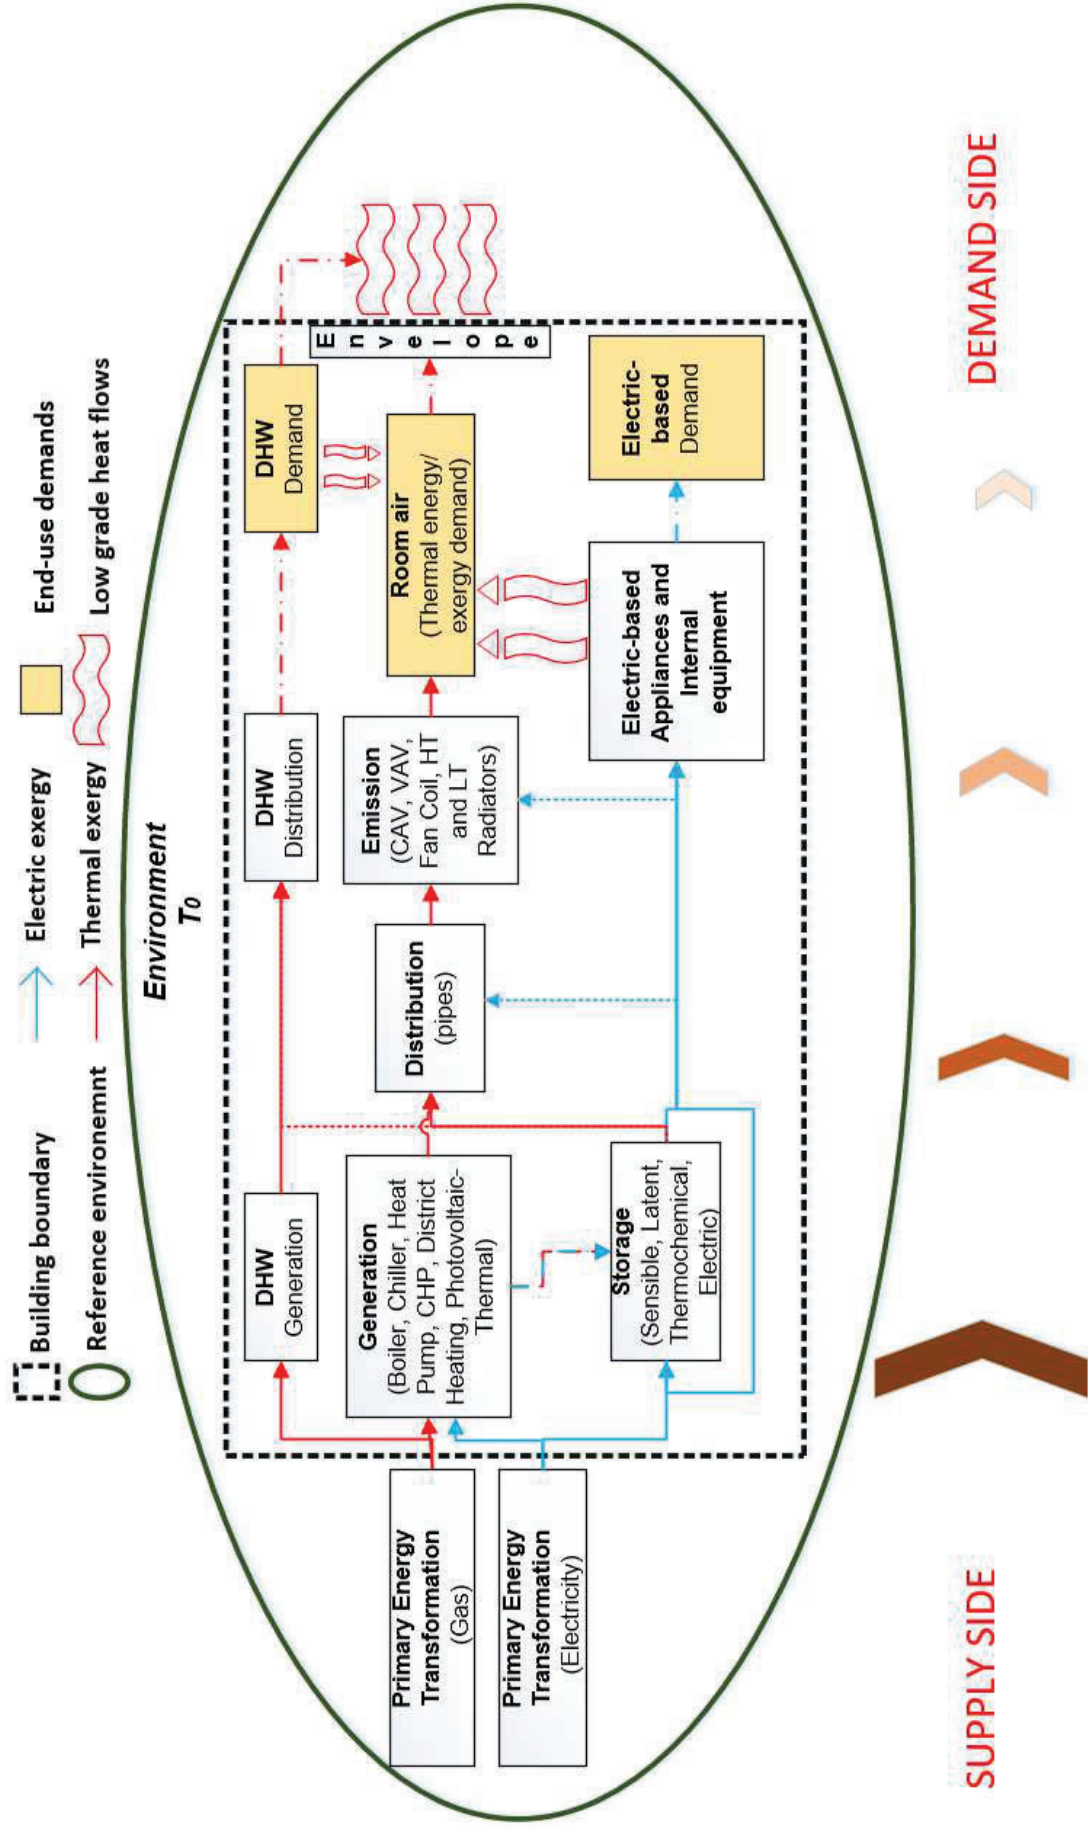 Building boundary
Electric exergy
End-use demands
Reference environemnt
Thermal exergy
Low grade heat flows
Environment
T0
DHW
Generation
DHW
Distribution
DHW
Demand
Primary Energy
Transformation
(Gas)
Generation
(Boiler, Chiller, Heat
Pump, CHP, District
Heating, Photovoltaic-
Thermal)
Distribution
(pipes)
Emission
(CAV, VAV,
Fan Coil, HT
and LT
Radiators)
Room air
(Thermal energy/
exergy demand)
Envelope
Primary Energy
Transformation
(Electricity)
Storage
(Sensible, Latent,
Thermochemical,
Electric)
Electric-based
Appliances and
Internal
equipment
Electric-
based
Demand
SUPPLY SIDE
DEMAND SIDE